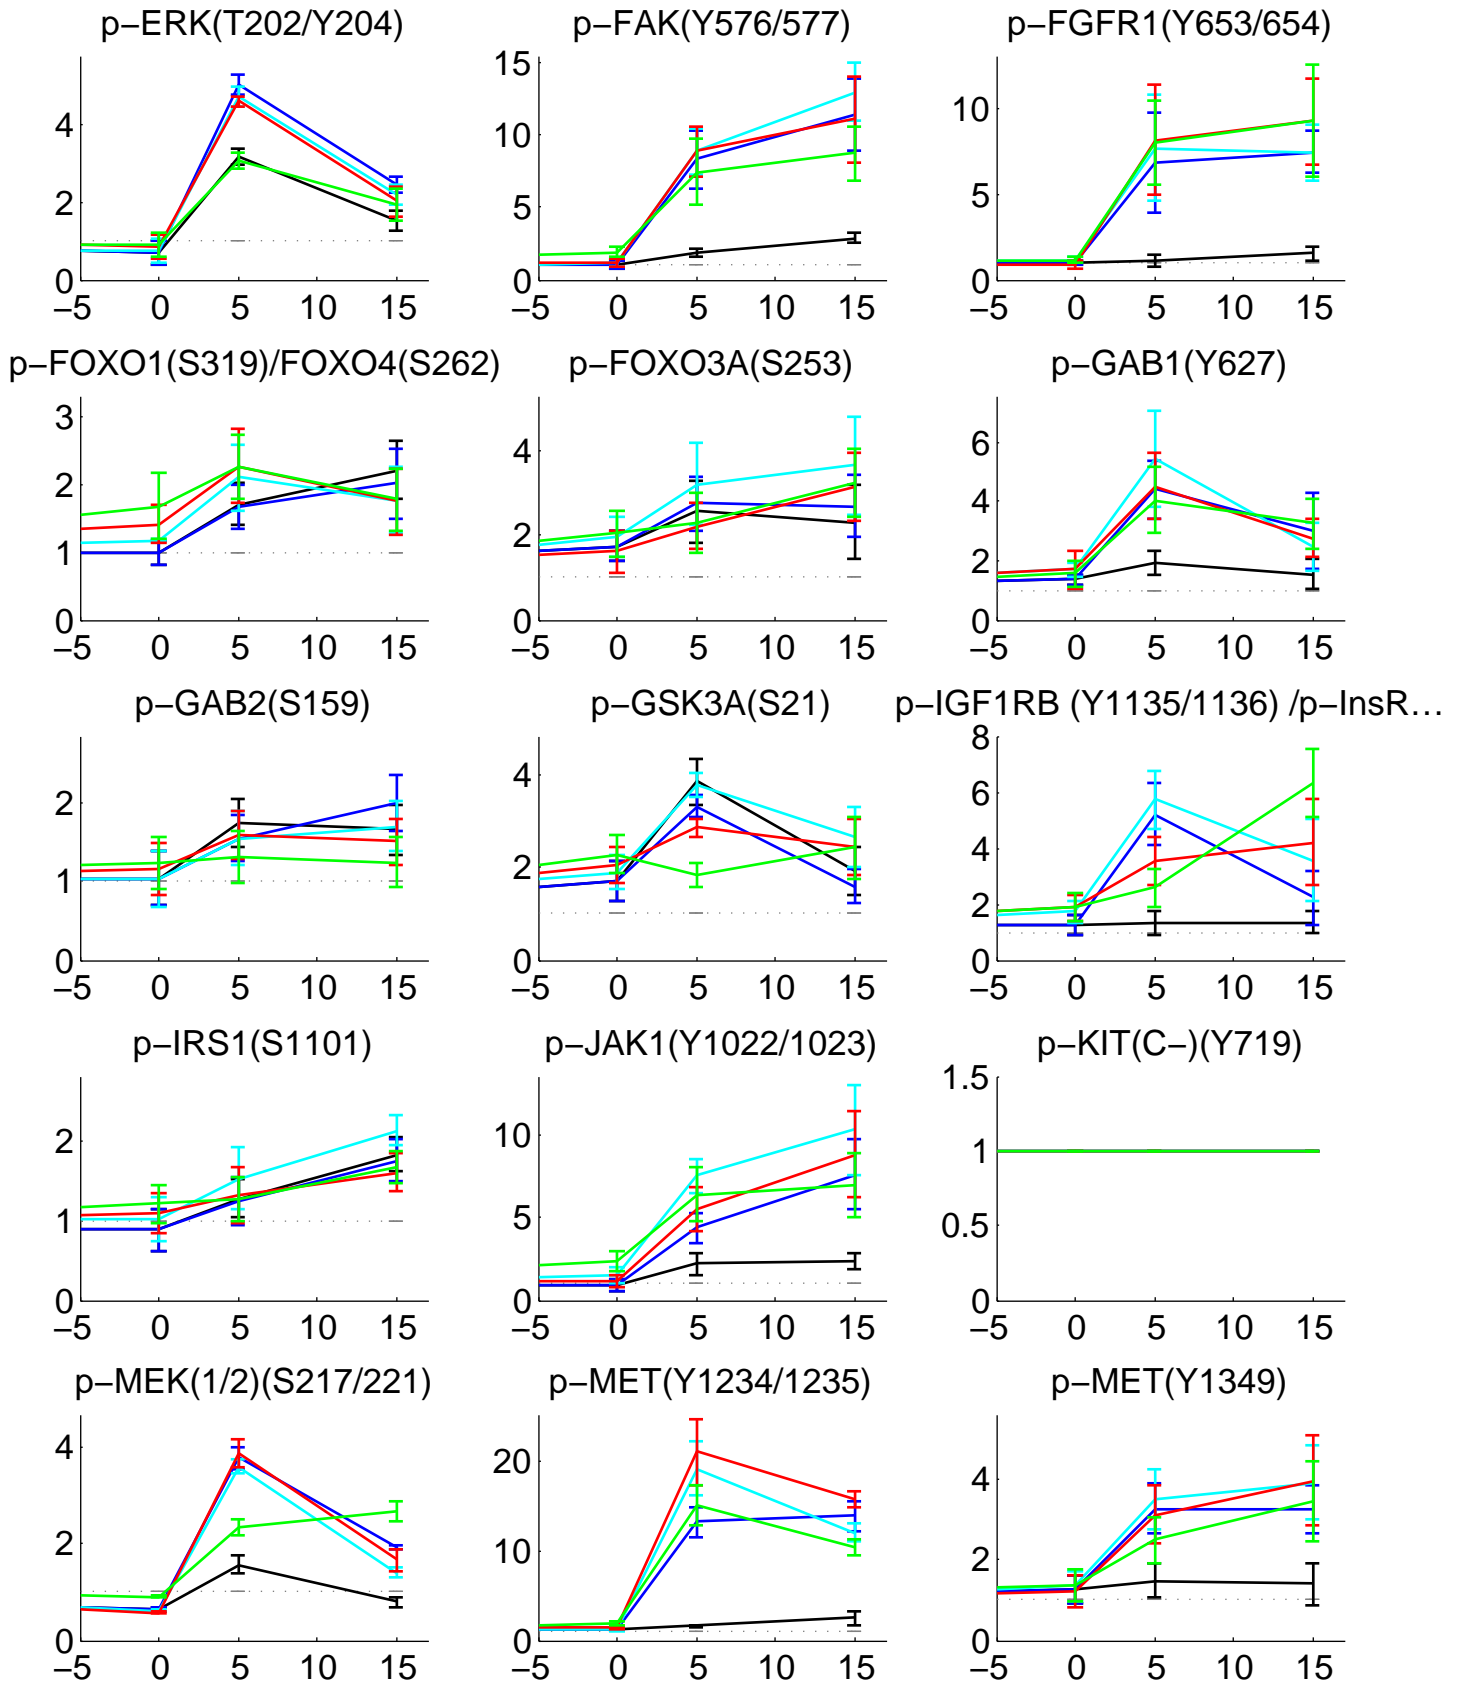 p−ERK(T202/Y204)
4
2
0
−5 0 5 10 15
p−FAK(Y576/577)
15
10
5
0
−5 0 5 10 15
p−FGFR1(Y653/654)
10
5
0
−5 0 5 10 15
p−FOXO1(S319)/FOXO4(S262)
3
2
1
0
−5 0 5 10 15
p−FOXO3A(S253)
4
2
0
−5 0 5 10 15
p−GAB1(Y627)
6
4
2
0
−5 0 5 10 15
p−GAB2(S159)
2
1
0
−5 0 5 10 15
p−GSK3A(S21)
4
2
0
−5 0 5 10 15
p−IGF1RB (Y1135/1136) /p−InsR…
8
6
4
2
0
−5 0 5 10 15
p−IRS1(S1101)
2
1
0
−5 0 5 10 15
p−JAK1(Y1022/1023)
10
5
0
−5 0 5 10 15
p−KIT(C−)(Y719)
1.5
1
0.5
0
−5 0 5 10 15
p−MEK(1/2)(S217/221)
4
2
0
−5 0 5 10 15
p−MET(Y1234/1235)
20
10
0
−5 0 5 10 15
p−MET(Y1349)
4
2
0
−5 0 5 10 15